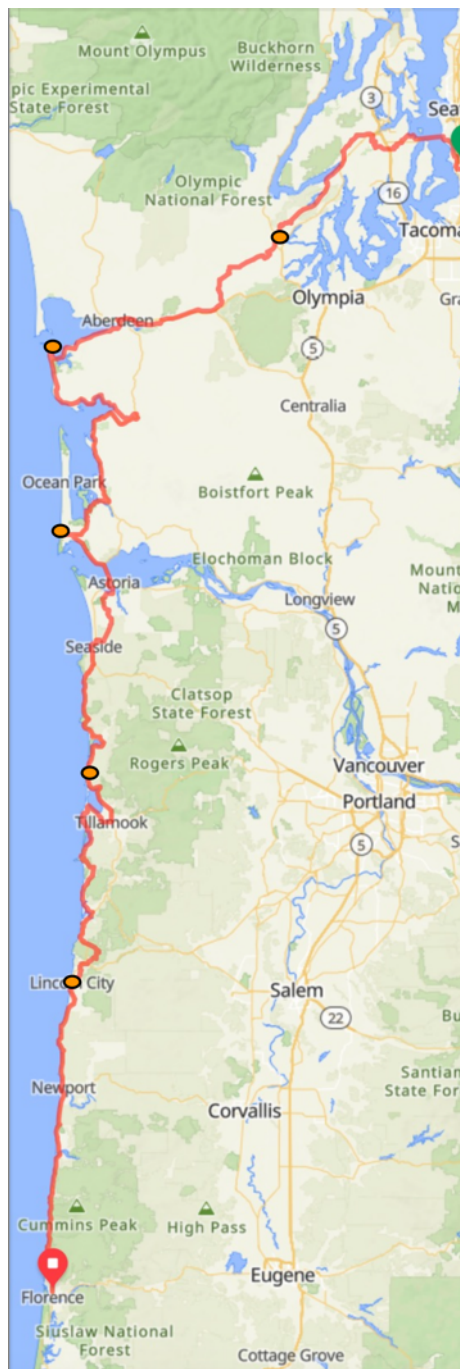 Mount Olympus
Buckhorn
Wilderness
pic Experimental
State Forest
3
Sea
Olympic
National Forest
16
Tacoma
Olympia
Gra
Aberdeen
5
Centralia
Ocean Park
Boistfort Peak
Elochoman Block
Mount
Natio
M
Astoria
Longview
5
Seaside
Clatsop
State Forest
Rogers Peak
Vancouver
Portland
Tillamook
5
S
Lincoln City
Salem
22
Bu
Santiam
State For
Newport
Corvallis
Cummins Peak
High Pass
Florence
Eugene
Siuslaw National
Forest
Cottage Grove